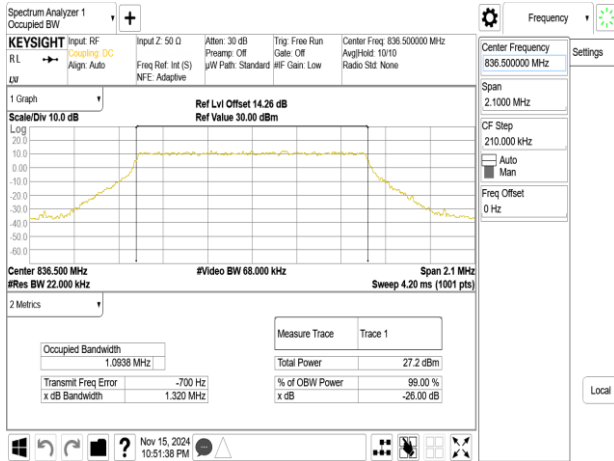 Spectrum Analyzer 1
Occupied BW
Frequency
KEYSIGHT Input: RF Input Z: 50 Ω Atten: 30 dB Trig: Free Run Center Freq: 836.500000 MHz
RL Coupling: DC Preamp: Off Gate: Off Avg|Hold: 10/10
Align: Auto Freq Ref: Int (S) µW Path: Standard #IF Gain: Low Radio Std: None
NFE: Adaptive
LXI
Center Frequency
836.500000 MHz
Settings
Span
2.1000 MHz
CF Step
210.000 kHz
Auto
Man
Freq Offset
0 Hz
Local
1 Graph
Ref Lvl Offset 14.26 dB
Scale/Div 10.0 dB Ref Value 30.00 dBm
Log
20.0
10.0
0.00
-10.0
-20.0
-30.0
-40.0
-50.0
-60.0
Center 836.500 MHz #Video BW 68.000 kHz Span 2.1 MHz
#Res BW 22.000 kHz Sweep 4.20 ms (1001 pts)
2 Metrics
Measure Trace Trace 1
Occupied Bandwidth
1.0938 MHz
Total Power 27.2 dBm
Transmit Freq Error -700 Hz
% of OBW Power 99.00 %
x dB Bandwidth 1.320 MHz
x dB -26.00 dB
Nov 15, 2024
10:51:38 PM